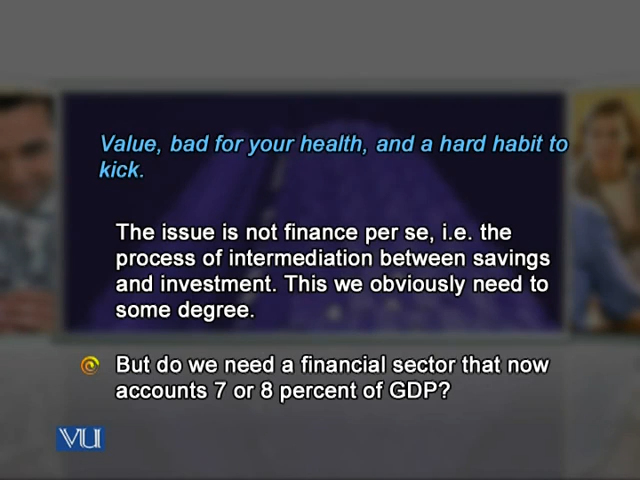 Value, bad for your health, and a hard habit to
kick.
The issue is not finance per se, i.e. the
process of intermediation between savings
and investment. This we obviously need to
some degree.
But do we need a financial sector that now
accounts 7 or 8 percent of GDP?
VU